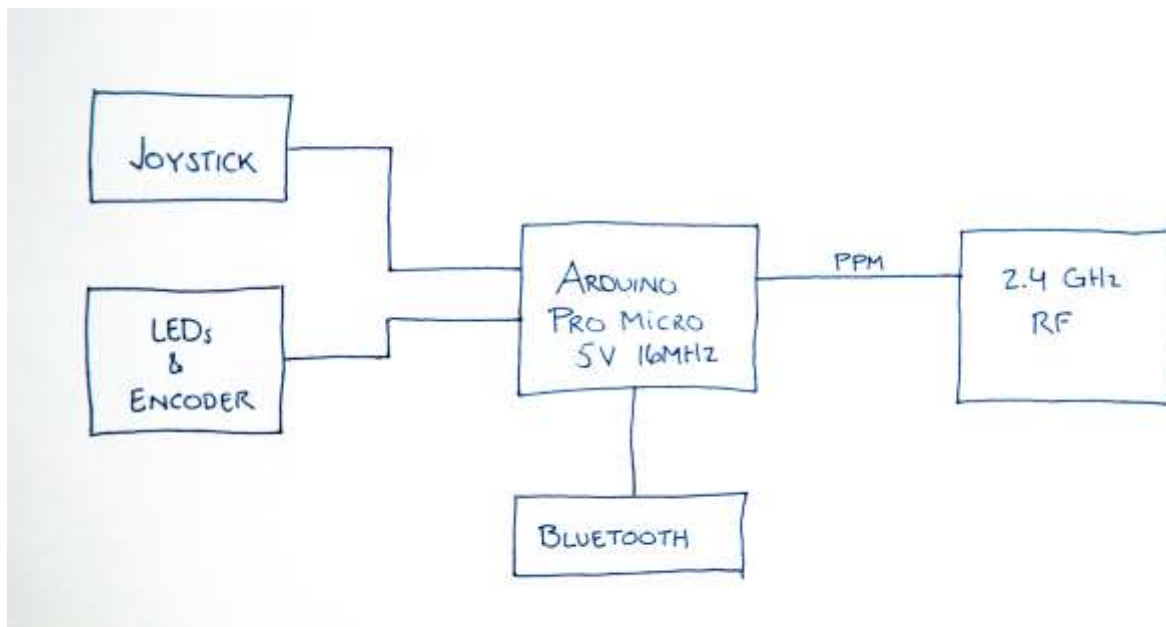 JOYSTICK
LEDs
&
ENCODER
ARDUINO
PRO MICRO
5V 16MHz
PPM
2.4 GHz
RF
BLUETOOTH